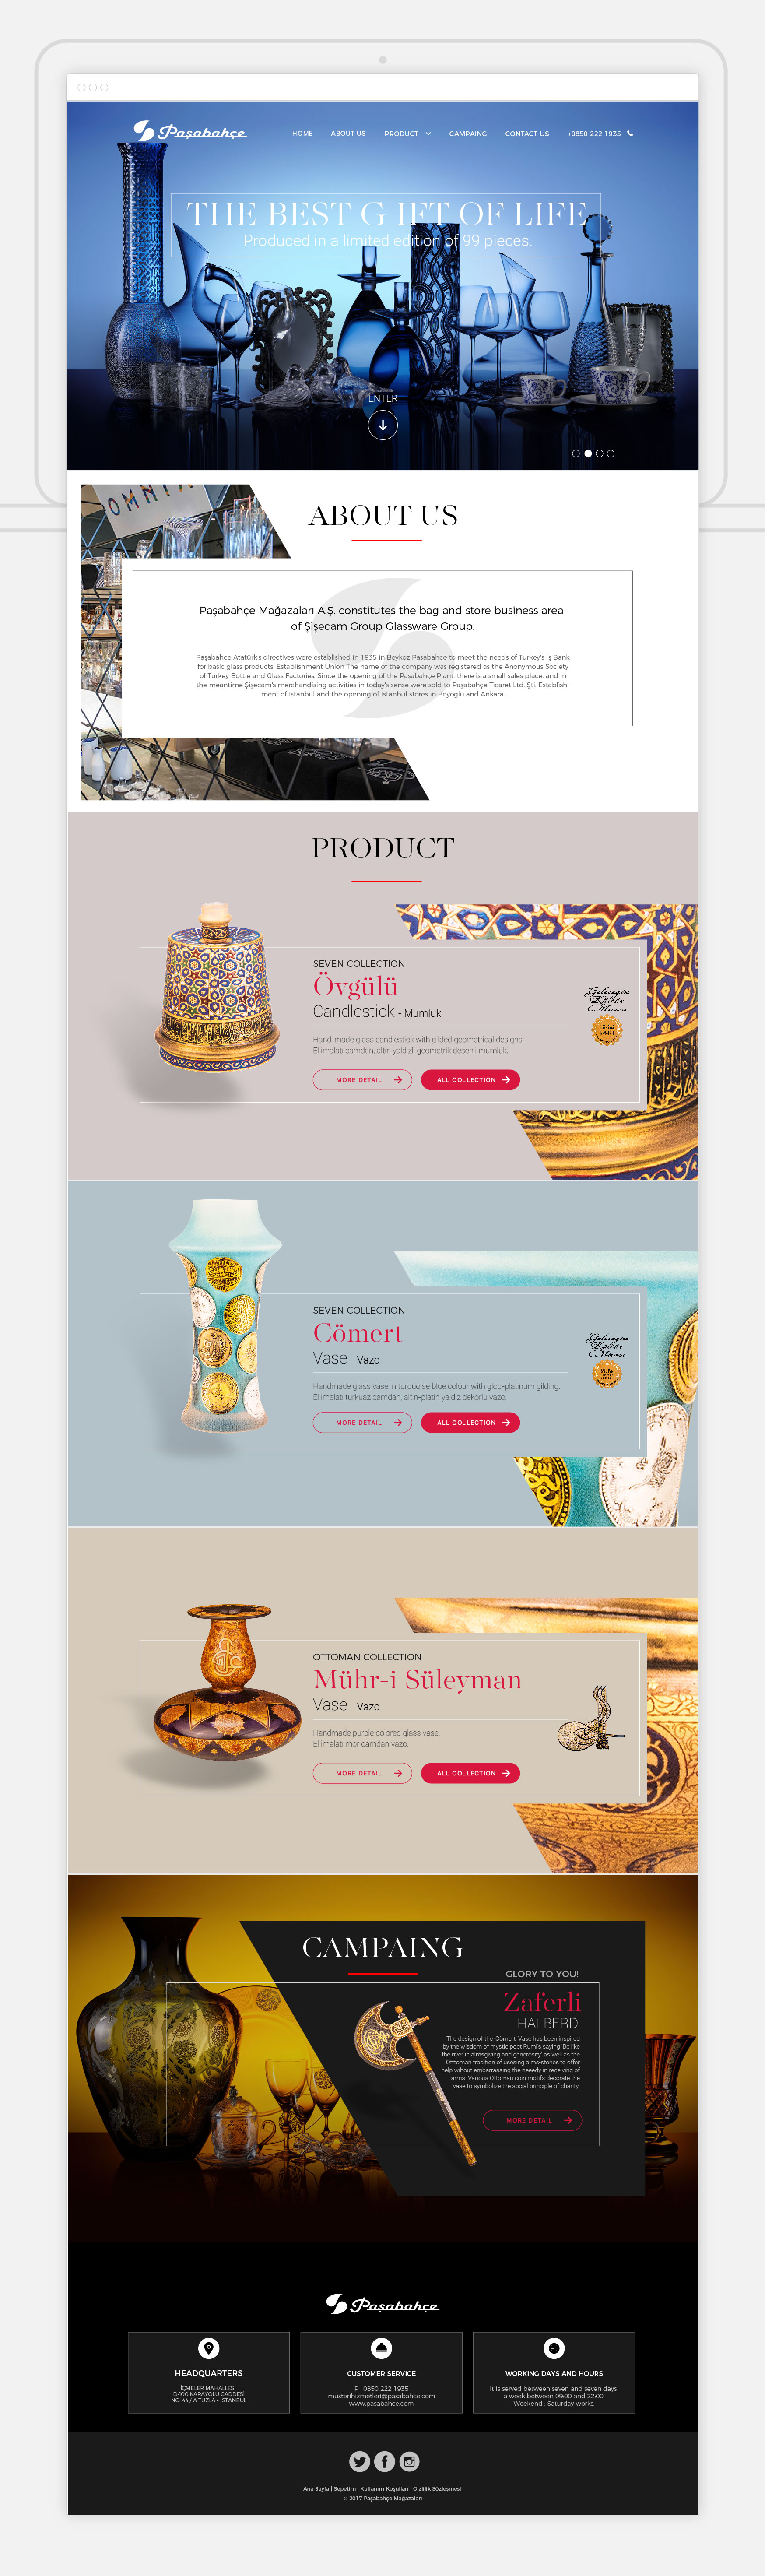 Paşabahçe
HOME ABOUT US PRODUCT CAMPAING CONTACT US +0850 222 1935
THE BEST G IFT OF LIFE
Produced in a limited edition of 99 pieces.
ENTER
OMNIA
ABOUT US
Paşabahçe Mağazaları A.Ş. constitutes the bag and store business area
of Şişecam Group Glassware Group.
Paşabahçe Atatürk's directives were established in 1935 in Beykoz Paşabahçe to meet the needs of Turkey's İş Bank
for basic glass products. Establishment Union The name of the company was registered as the Anonymous Society
of Turkey Bottle and Glass Factories. Since the opening of the Paşabahçe Plant, there is a small sales place, and in
the meantime Şişecam's merchandising activities in today's sense were sold to Paşabahçe Ticaret Ltd. Şti. Establish-
ment of Istanbul and the opening of Istanbul stores in Beyoglu and Ankara.
PRODUCT
SEVEN COLLECTION
Övgülü
Candlestick - Mumluk
Hand-made glass candlestick with gilded geometrical designs.
El imalatı camdan, altın yaldızlı geometrik desenli mumluk.
MORE DETAIL
ALL COLLECTION
Geleceğin
Kültür
Mirası
SEVEN COLLECTION
Cömert
Vase - Vazo
Handmade glass vase in turquoise blue colour with glod-platinum gilding.
El imalatı turkuaz camdan, altın-platin yaldız dekorlu vazo.
MORE DETAIL
ALL COLLECTION
Geleceğin
Kültür
Mirası
OTTOMAN COLLECTION
Mühr-i Süleyman
Vase - Vazo
Handmade purple colored glass vase.
El imalatı mor camdan vazo.
MORE DETAIL
ALL COLLECTION
CAMPAING
GLORY TO YOU!
Zaferli
HALBERD
The design of the 'Cömert' Vase has been inspired
by the wisdom of mystic poet Rumi's saying 'Be like
the river in almsgiving and generosity' as well as the
Otttoman tradition of usesing alms-stones to offer
help wihout embarrassing the needy in receiving of
arms. Various Ottoman coin motifs decorate the
vase to symbolize the social principle of charity.
MORE DETAIL
Paşabahçe
HEADQUARTERS
İÇMELER MAHALLESİ
D-100 KARAYOLU CADDESİ
NO: 44 / A TUZLA - ISTANBUL
CUSTOMER SERVICE
P : 0850 222 1935
musterihizmetleri@pasabahce.com
www.pasabahce.com
WORKING DAYS AND HOURS
It is served between seven and seven days
a week between 09.00 and 22.00.
Weekend : Saturday works.
Ana Sayfa | Sepetim | Kullanım Koşulları | Gizlilik Sözleşmesi
© 2017 Paşabahçe Mağazaları